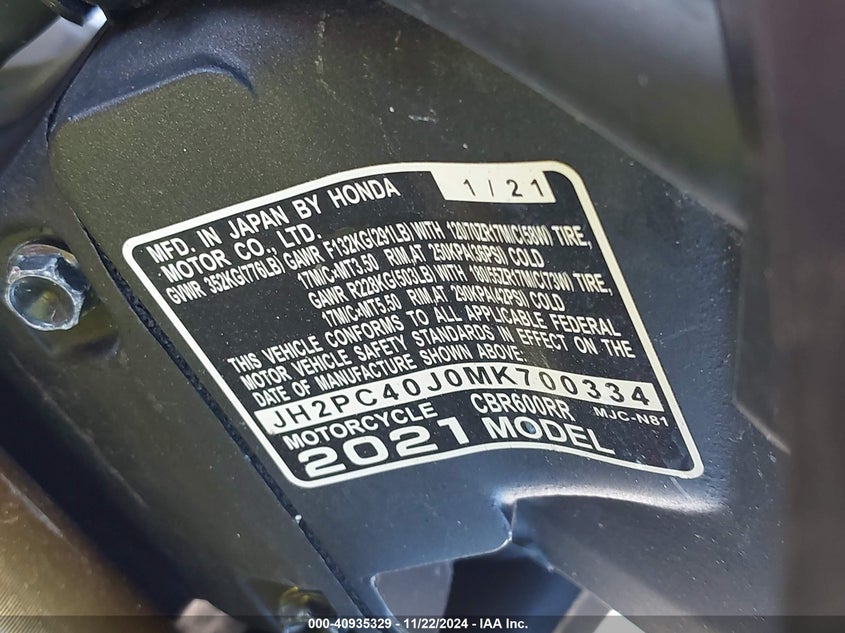 MFD. IN JAPAN BY HONDA 1/21
MOTOR CO., LTD.
GVWR 352KG(776LB) GAWR F132KG(291LB) WITH 120/70ZR17M/C(58W) TIRE,
17M/C×MT3.50 RIM, AT 250KPA(36PSI) COLD
GAWR R228KG(503LB) WITH 180/55ZR17M/C(73W) TIRE,
17M/C×MT5.50 RIM, AT 290KPA(42PSI) COLD
THIS VEHICLE CONFORMS TO ALL APPLICABLE FEDERAL
MOTOR VEHICLE SAFETY STANDARDS IN EFFECT ON THE
DATE OF MANUFACTURE SHOWN ABOVE.
JH2PC40J0MK700334
MOTORCYCLE CBR600RR MJC-N81
2021 MODEL
000-40935329 - 11/22/2024 - IAA Inc.